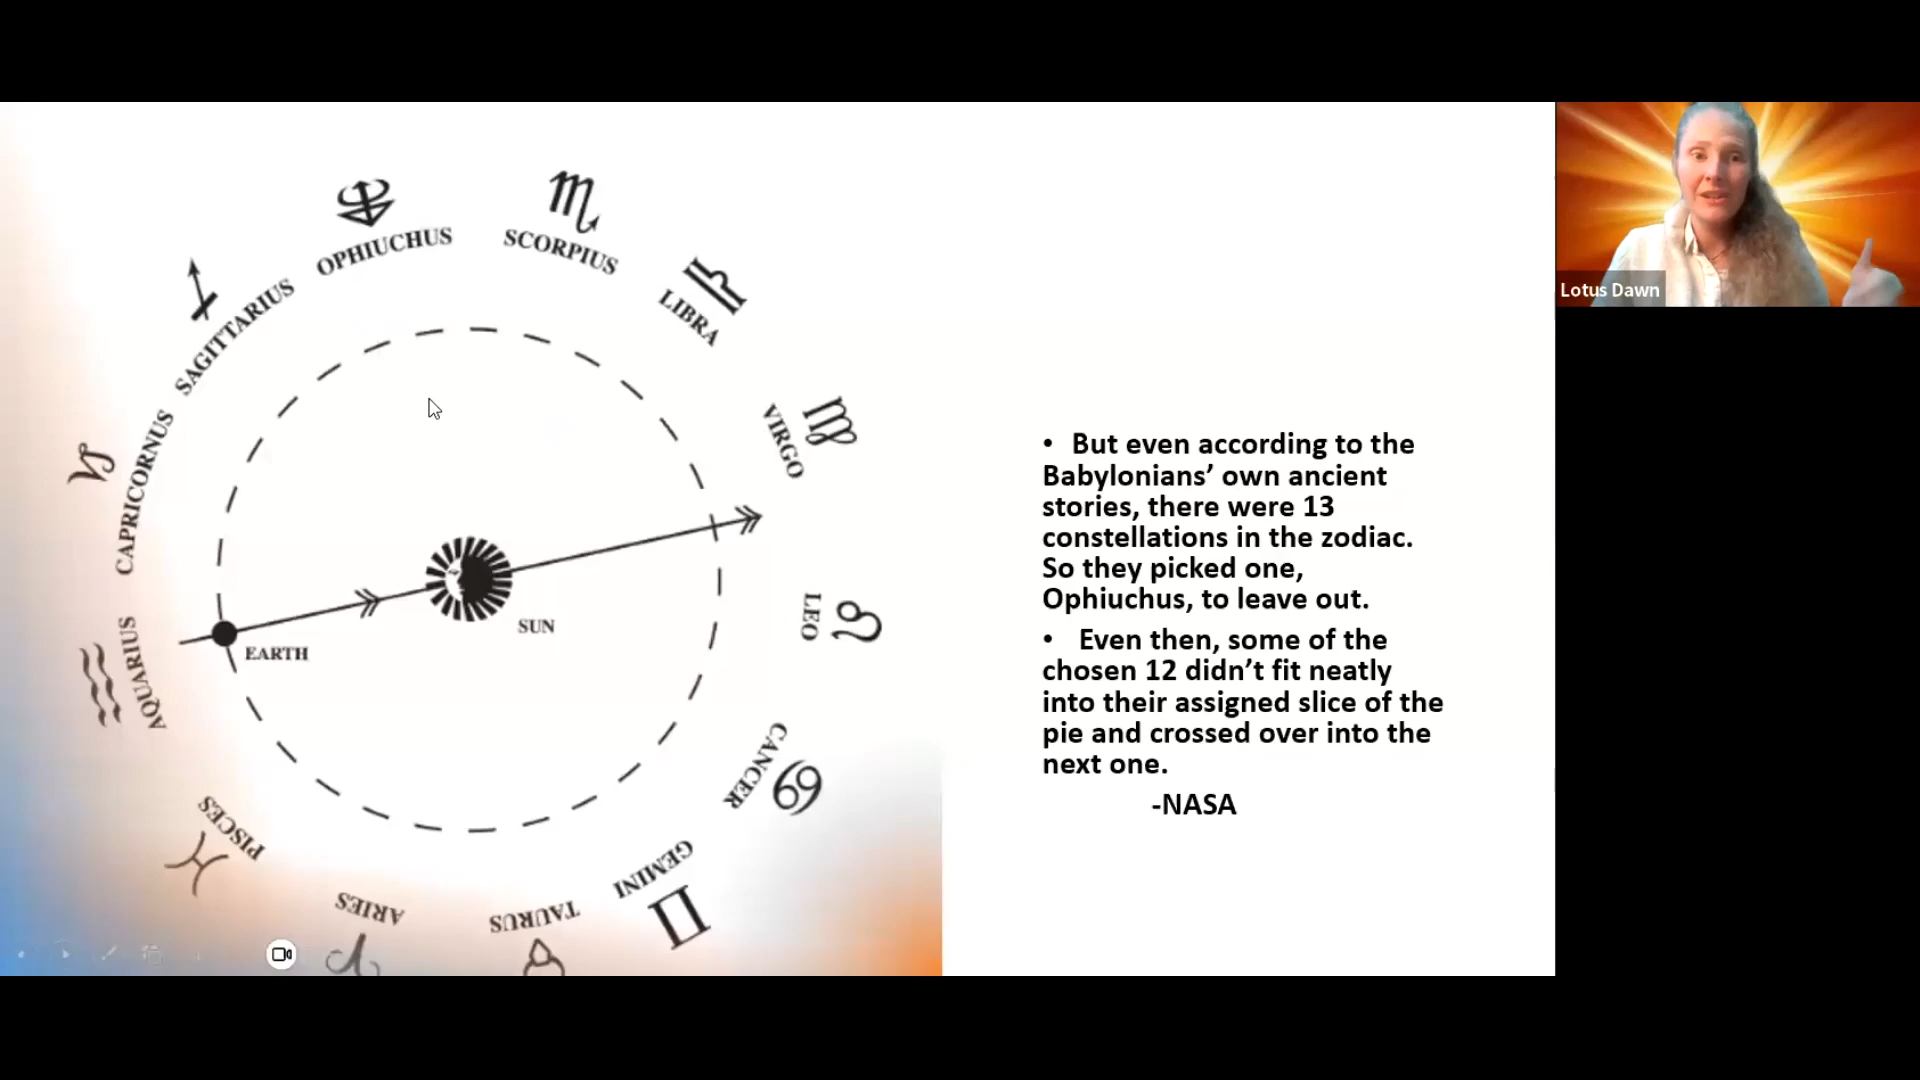 OPHIUCHUS
SCORPIUS
SAGITTARIUS
LIBRA
CAPRICORNUS
VIRGO
SUN
EARTH
LEO
AQUARIUS
CANCER
PISCES
GEMINI
ARIES
TAURUS
• But even according to the
Babylonians’ own ancient
stories, there were 13
constellations in the zodiac.
So they picked one,
Ophiuchus, to leave out.
• Even then, some of the
chosen 12 didn’t fit neatly
into their assigned slice of the
pie and crossed over into the
next one.
-NASA
Lotus Dawn